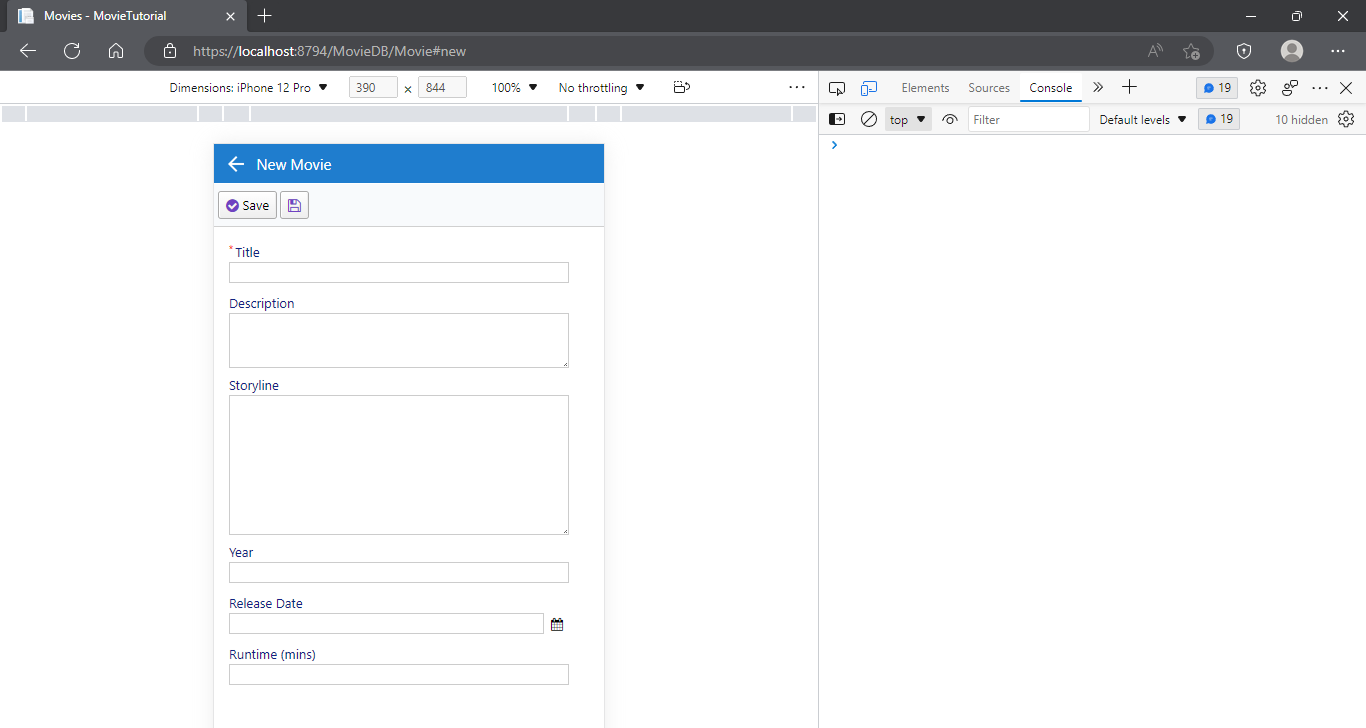 Movies - MovieTutorial
https://localhost:8794/MovieDB/Movie#new
Dimensions: iPhone 12 Pro 390 x 844 100% No throttling
Elements Sources Console 19
top Filter Default levels 19 10 hidden
New Movie
Save
*Title
Description
Storyline
Year
Release Date
Runtime (mins)